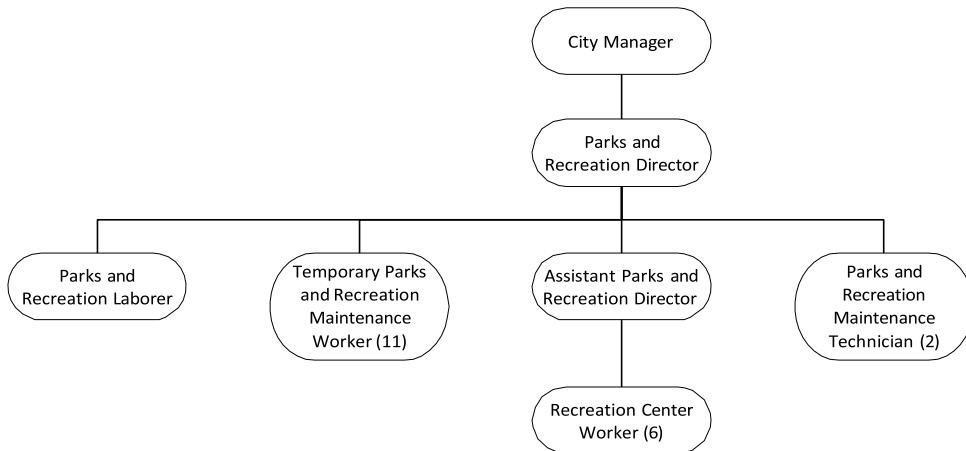 City Manager
Parks and
Recreation Director
Parks and
Recreation Laborer
Temporary Parks
and Recreation
Maintenance
Worker (11)
Assistant Parks and
Recreation Director
Parks and
Recreation
Maintenance
Technician (2)
Recreation Center
Worker (6)